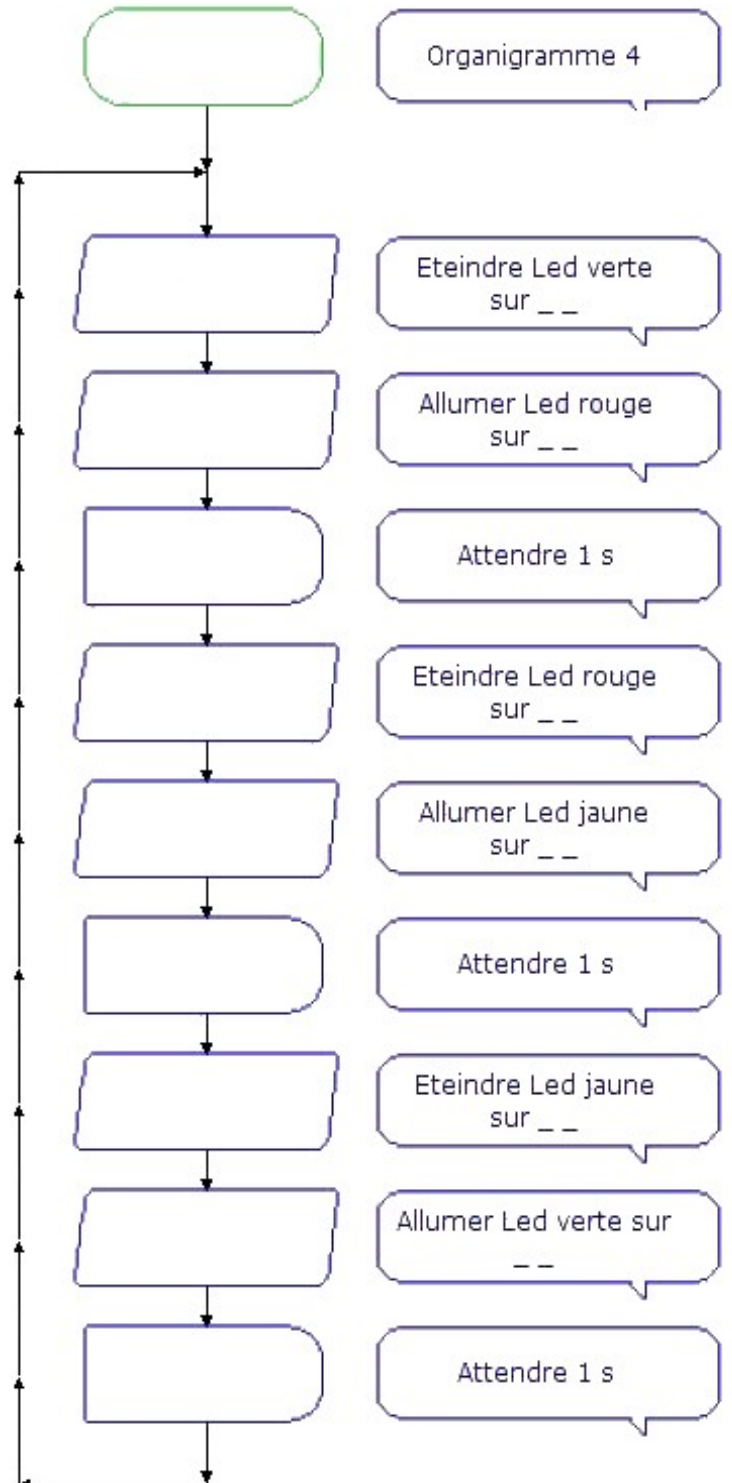 Organigramme 4
Eteindre Led verte
sur _ _
Allumer Led rouge
sur _ _
Attendre 1 s
Eteindre Led rouge
sur _ _
Allumer Led jaune
sur _ _
Attendre 1 s
Eteindre Led jaune
sur _ _
Allumer Led verte sur
_ _
Attendre 1 s